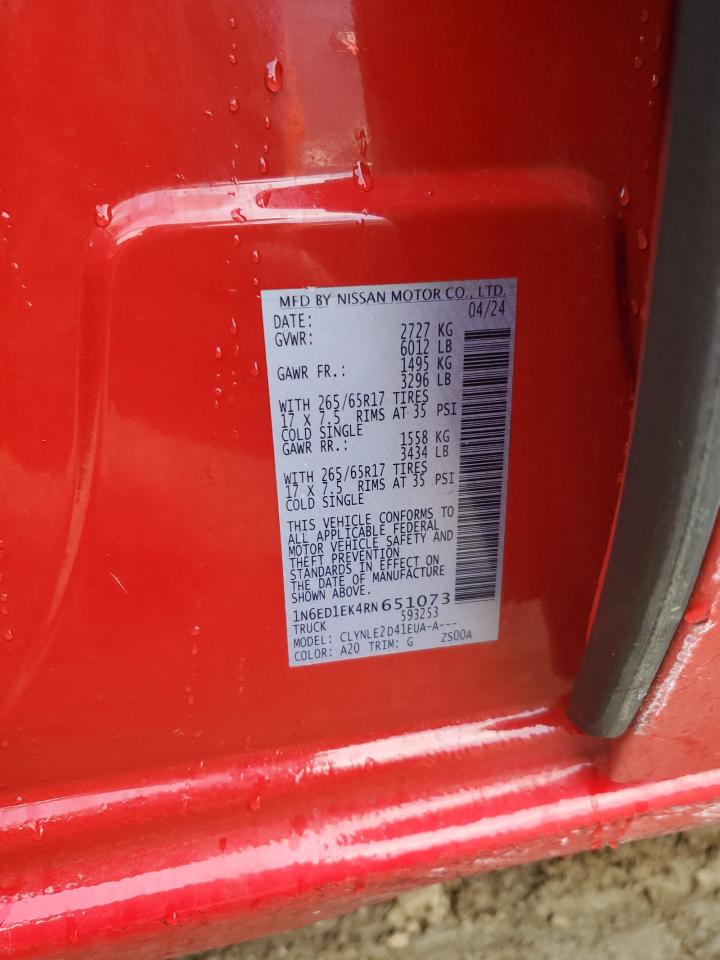 MFD BY NISSAN MOTOR CO., LTD.
DATE: 04/24
GVWR: 2727 KG
6012 LB
GAWR FR.: 1495 KG
3296 LB
WITH 265/65R17 TIRES
17 X 7.5 RIMS AT 35 PSI
COLD SINGLE
GAWR RR.: 1558 KG
3434 LB
WITH 265/65R17 TIRES
17 X 7.5 RIMS AT 35 PSI
COLD SINGLE
THIS VEHICLE CONFORMS TO
ALL APPLICABLE FEDERAL
MOTOR VEHICLE SAFETY AND
THEFT PREVENTION
STANDARDS IN EFFECT ON
THE DATE OF MANUFACTURE
SHOWN ABOVE.
1N6ED1EK4RN651073
TRUCK 593253
MODEL: CLYNLE2D41EUA-A---
COLOR: A20 TRIM: G ZS00A